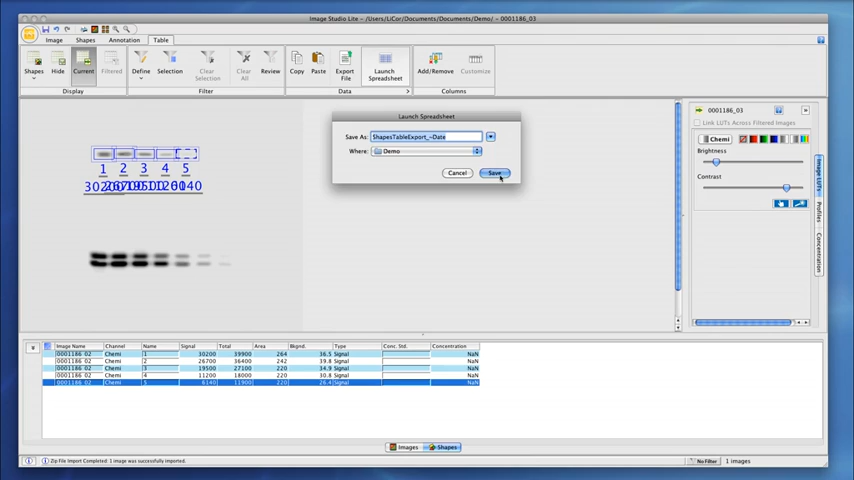 Image Studio Lite - /Users/LiCor/Documents/Documents/Demo/ - 0001186_03
Image Shapes Annotation Table
Shapes Hide Current Filtered Define Selection Clear Selection Clear All Review Copy Paste Export File Launch Spreadsheet Add/Remove Customize
Display Filter Data Columns
Launch Spreadsheet
Save As: ShapesTableExport_~Date
Where: Demo
Cancel Save
1 2 3 4 5
0001186_03
Link LUTs Across Filtered Images
Chemi
Brightness
Contrast
Image LUTs
Profiles
Concentration
Image Name Channel Name Signal Total Area Bkgnd. Type Conc. Std. Concentration
0001186_02 Chemi 1 30200 39900 264 36.5 Signal NaN
0001186_02 Chemi 2 26700 36400 242 39.8 Signal NaN
0001186_02 Chemi 3 19500 27100 220 34.9 Signal NaN
0001186_02 Chemi 4 11200 18000 220 30.8 Signal NaN
0001186_02 Chemi 5 6140 11900 220 26.4 Signal NaN
Images Shapes
Zip File Import Completed: 1 image was successfully imported.
No Filter 1 images